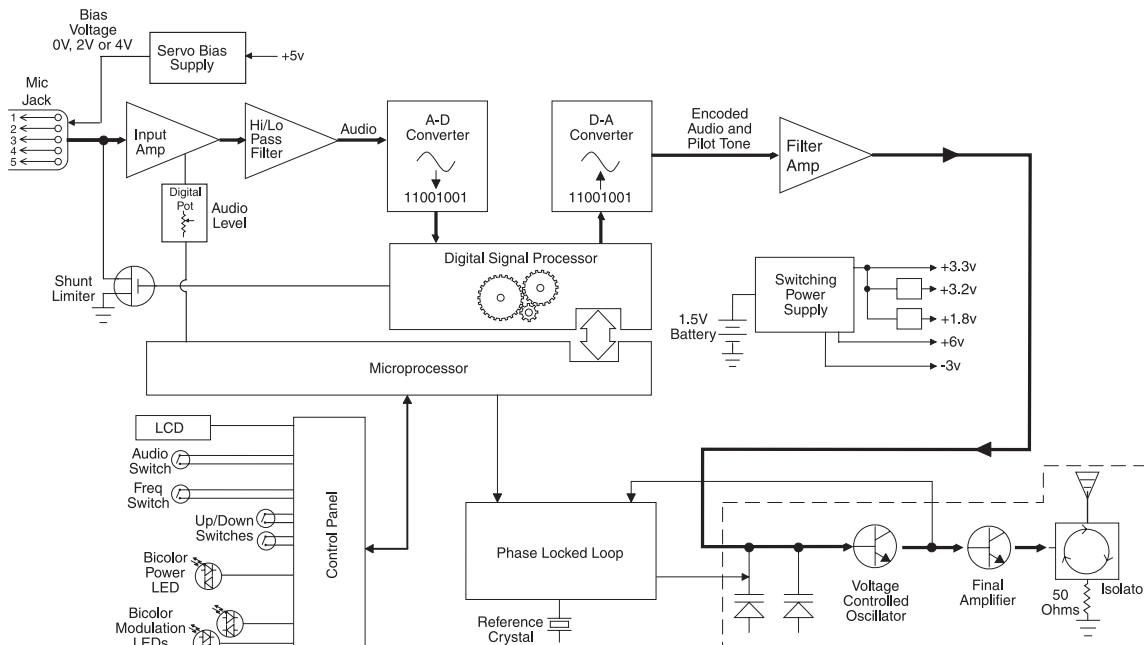 Bias
Voltage
0V, 2V or 4V
Servo Bias
Supply
+5v
Mic
Jack
1
2
3
4
5
Input
Amp
Hi/Lo
Pass
Filter
Audio
A-D
Converter
11001001
D-A
Converter
11001001
Encoded
Audio and
Pilot Tone
Filter
Amp
Digital
Pot
Audio
Level
Shunt
Limiter
Digital Signal Processor
Microprocessor
1.5V
Battery
Switching
Power
Supply
+3.3v
+3.2v
+1.8v
+6v
-3v
LCD
Audio
Switch
Freq
Switch
Up/Down
Switches
Bicolor
Power
LED
Bicolor
Modulation
LEDs
Control Panel
Phase Locked Loop
Reference
Crystal
Voltage
Controlled
Oscillator
Final
Amplifier
50
Ohms
Isolato